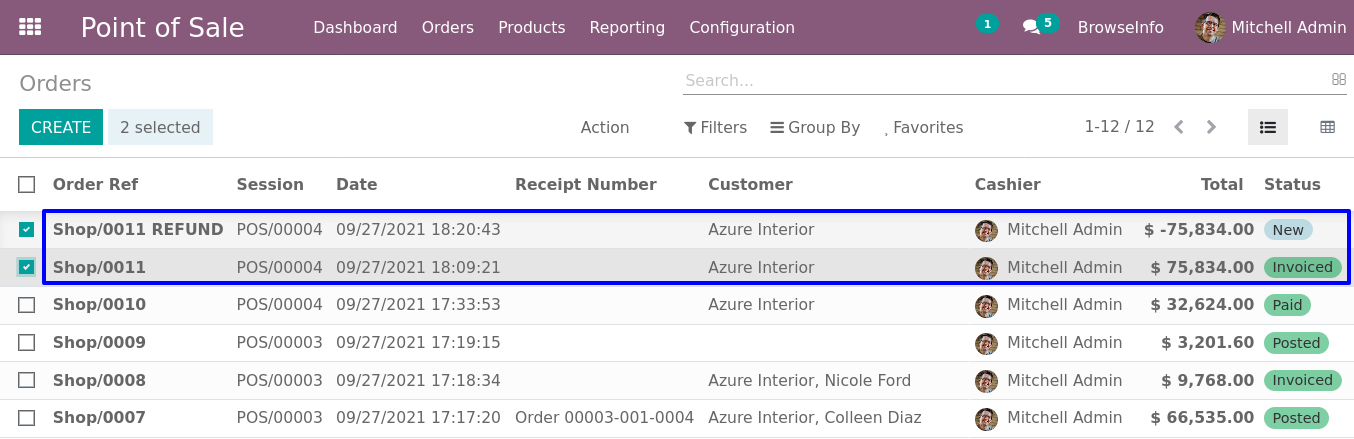 Point of Sale Dashboard Orders Products Reporting Configuration 1 5 BrowseInfo Mitchell Admin
Orders Search...
CREATE 2 selected Action Filters Group By Favorites 1-12 / 12
Order Ref Session Date Receipt Number Customer Cashier Total Status
Shop/0011 REFUND POS/00004 09/27/2021 18:20:43 Azure Interior Mitchell Admin $ -75,834.00 New
Shop/0011 POS/00004 09/27/2021 18:09:21 Azure Interior Mitchell Admin $ 75,834.00 Invoiced
Shop/0010 POS/00004 09/27/2021 17:33:53 Azure Interior Mitchell Admin $ 32,624.00 Paid
Shop/0009 POS/00003 09/27/2021 17:19:15 Mitchell Admin $ 3,201.60 Posted
Shop/0008 POS/00003 09/27/2021 17:18:34 Azure Interior, Nicole Ford Mitchell Admin $ 9,768.00 Invoiced
Shop/0007 POS/00003 09/27/2021 17:17:20 Order 00003-001-0004 Azure Interior, Colleen Diaz Mitchell Admin $ 66,535.00 Posted